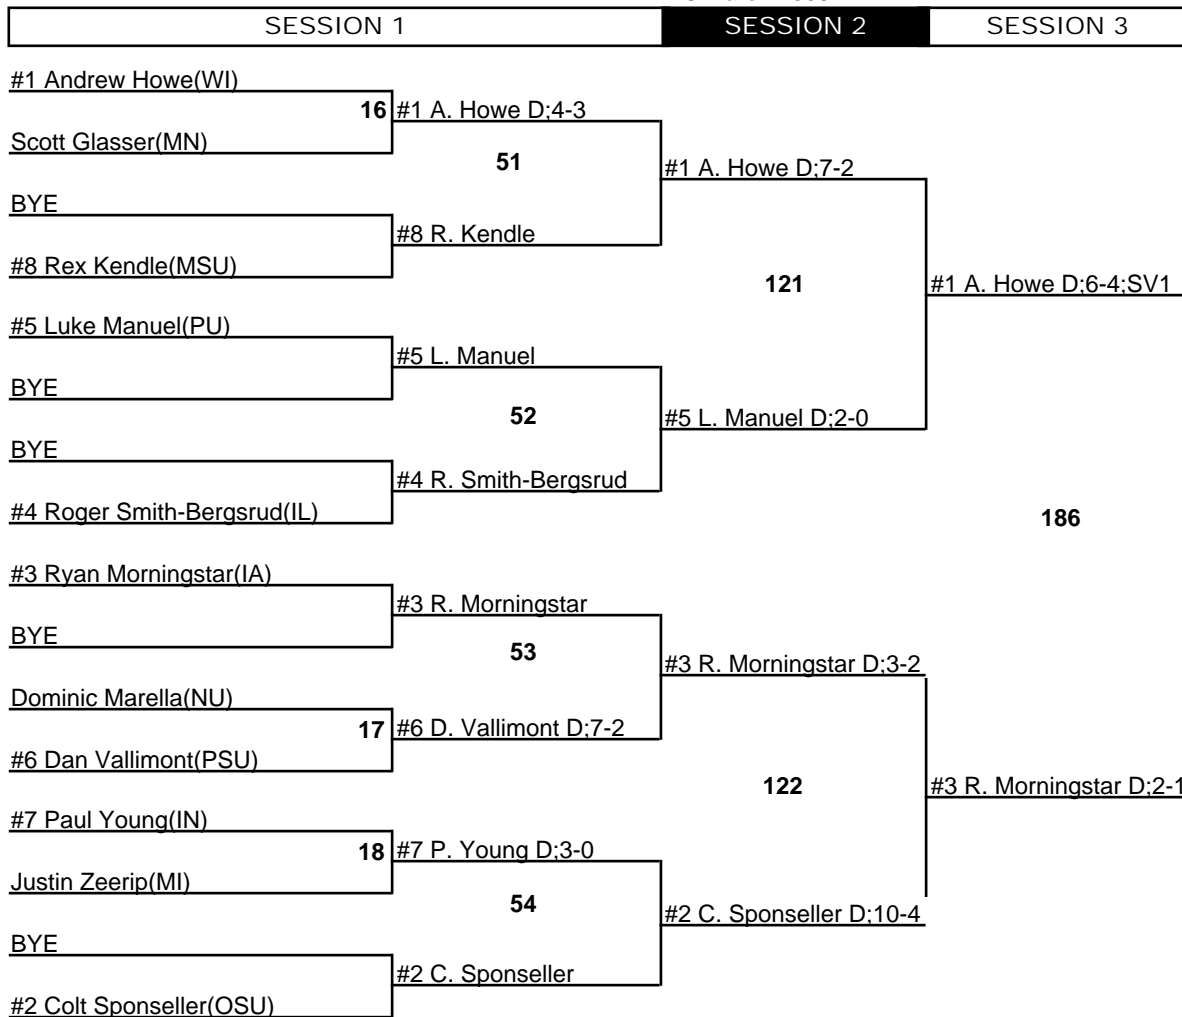 SESSION 1
SESSION 2
SESSION 3
#1 Andrew Howe(WI)
16 #1 A. Howe D;4-3
Scott Glasser(MN)
51
#1 A. Howe D;7-2
BYE
#8 R. Kendle
#8 Rex Kendle(MSU)
121
#1 A. Howe D;6-4;SV1
#5 Luke Manuel(PU)
#5 L. Manuel
BYE
52
#5 L. Manuel D;2-0
BYE
#4 R. Smith-Bergsrud
#4 Roger Smith-Bergsrud(IL)
186
#3 Ryan Morningstar(IA)
#3 R. Morningstar
BYE
53
#3 R. Morningstar D;3-2
Dominic Marella(NU)
17 #6 D. Vallimont D;7-2
#6 Dan Vallimont(PSU)
122
#3 R. Morningstar D;2-1
#7 Paul Young(IN)
18 #7 P. Young D;3-0
Justin Zeerip(MI)
54
#2 C. Sponseller D;10-4
BYE
#2 C. Sponseller
#2 Colt Sponseller(OSU)